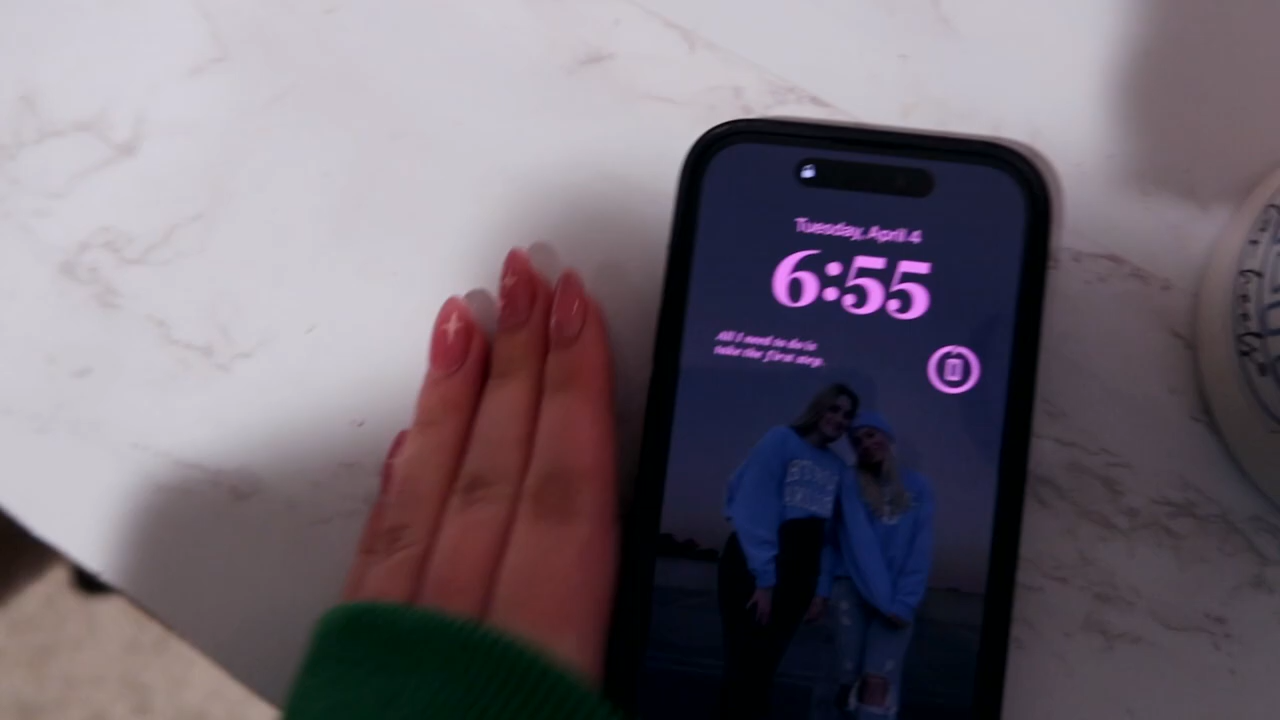 Tuesday, April 4
6:55
All I need to do is
take the first step.